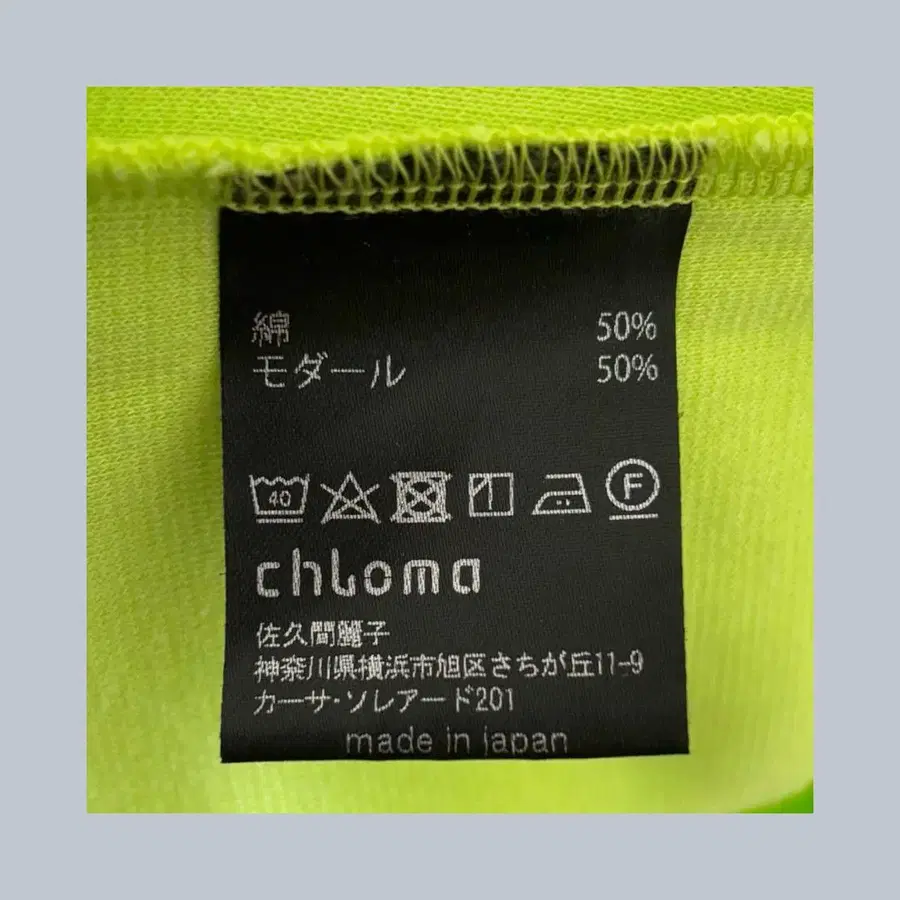 綿 50%
モダール 50%
40 F
chloma
佐久間麗子
神奈川県横浜市旭区さちが丘11-9
カーサ・ソレアード201
made in japan